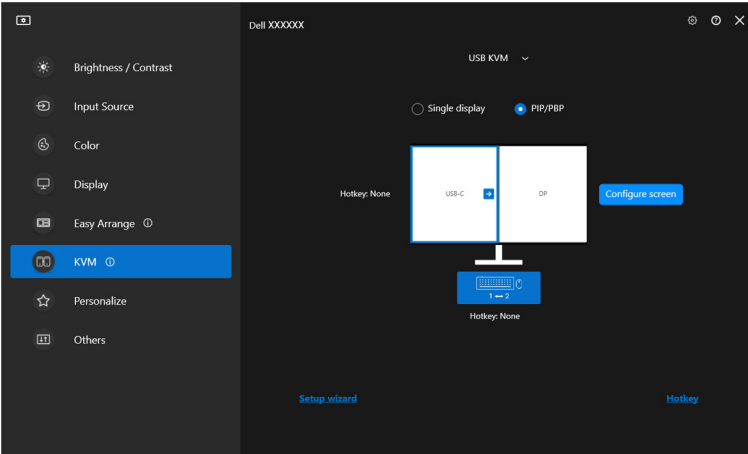 Dell XXXXXX
Brightness / Contrast
Input Source
Color
Display
Easy Arrange
KVM
Personalize
Others
USB KVM
Single display
PIP/PBP
Hotkey: None
USB-C
DP
Configure screen
1 ↔ 2
Hotkey: None
Setup wizard
Hotkey